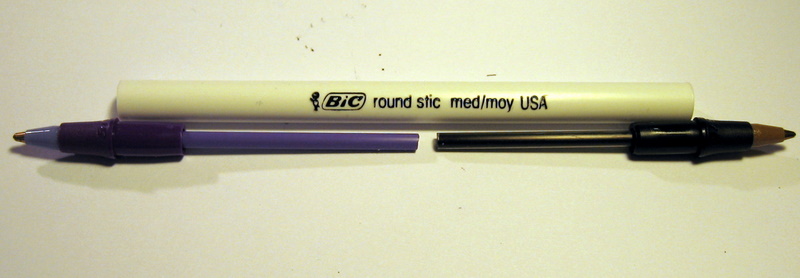 BiC round stic med/moy USA